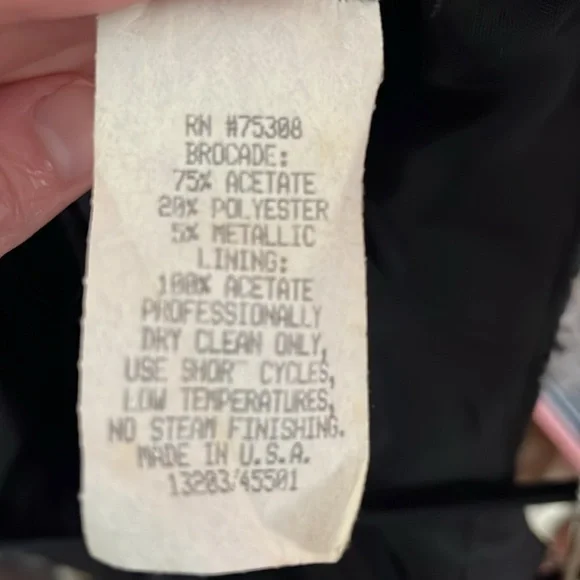 RN #75308
BROCADE:
75% ACETATE
20% POLYESTER
5% METALLIC
LINING:
100% ACETATE
PROFESSIONALLY
DRY CLEAN ONLY,
USE SHOR CYCLES,
LOW TEMPERATURES,
NO STEAM FINISHING.
MADE IN U.S.A.
13203/45501